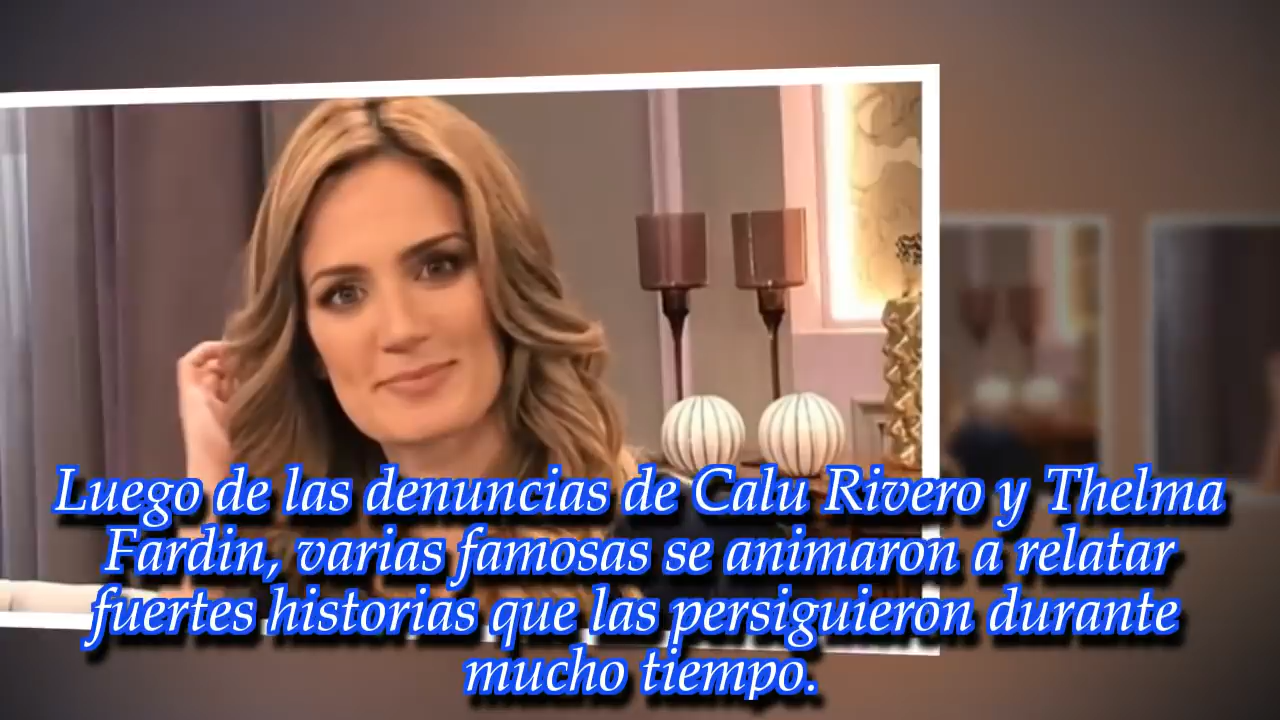 Luego de las denuncias de Calu Rivero y Thelma
Fardin, varias famosas se animaron a relatar
fuertes historias que las persiguieron durante
mucho tiempo.